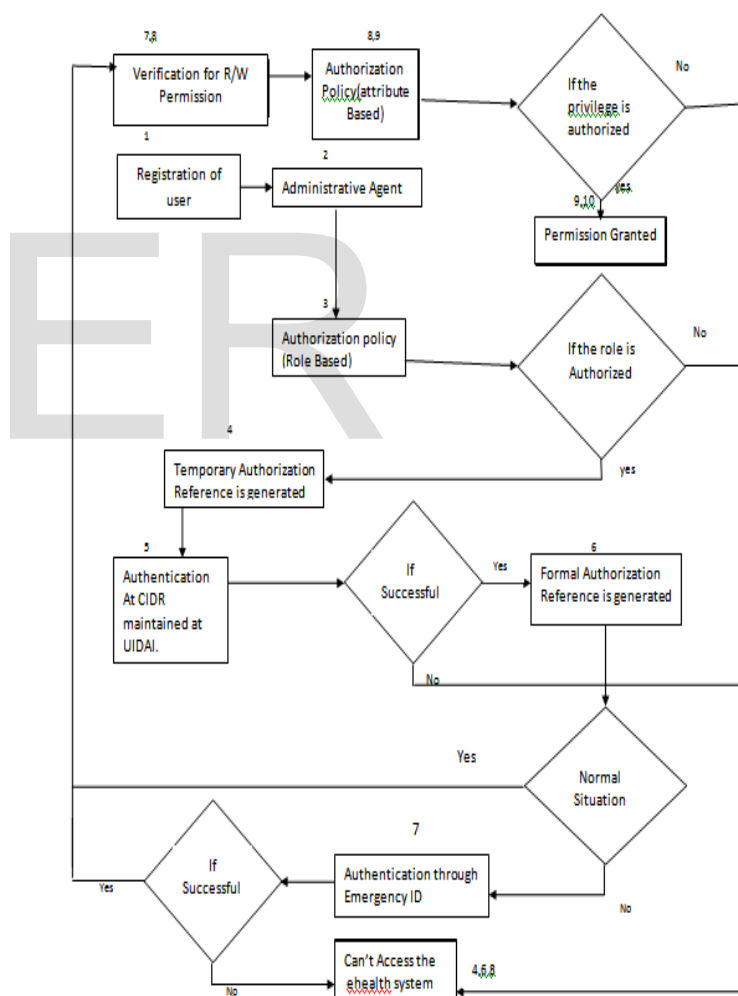 7,8
8,9
Verification for R/W
Permission
Authorization
Policy(attribute
Based)
If the
privilege is
authorized
No
1
2
yes
9,10
Registration of
user
Administrative Agent
Permission Granted
ER
3
Authorization policy
(Role Based)
If the role is
Authorized
No
4
yes
Temporary Authorization
Reference is generated
5
6
Authentication
At CIDR
maintained at
UIDAI.
If
Successful
Yes
Formal Authorization
Reference is generated
No
Yes
Normal
Situation
7
If
Successful
Authentication through
Emergency ID
Yes
No
No
Can't Access the
ehealth system
4,6,8